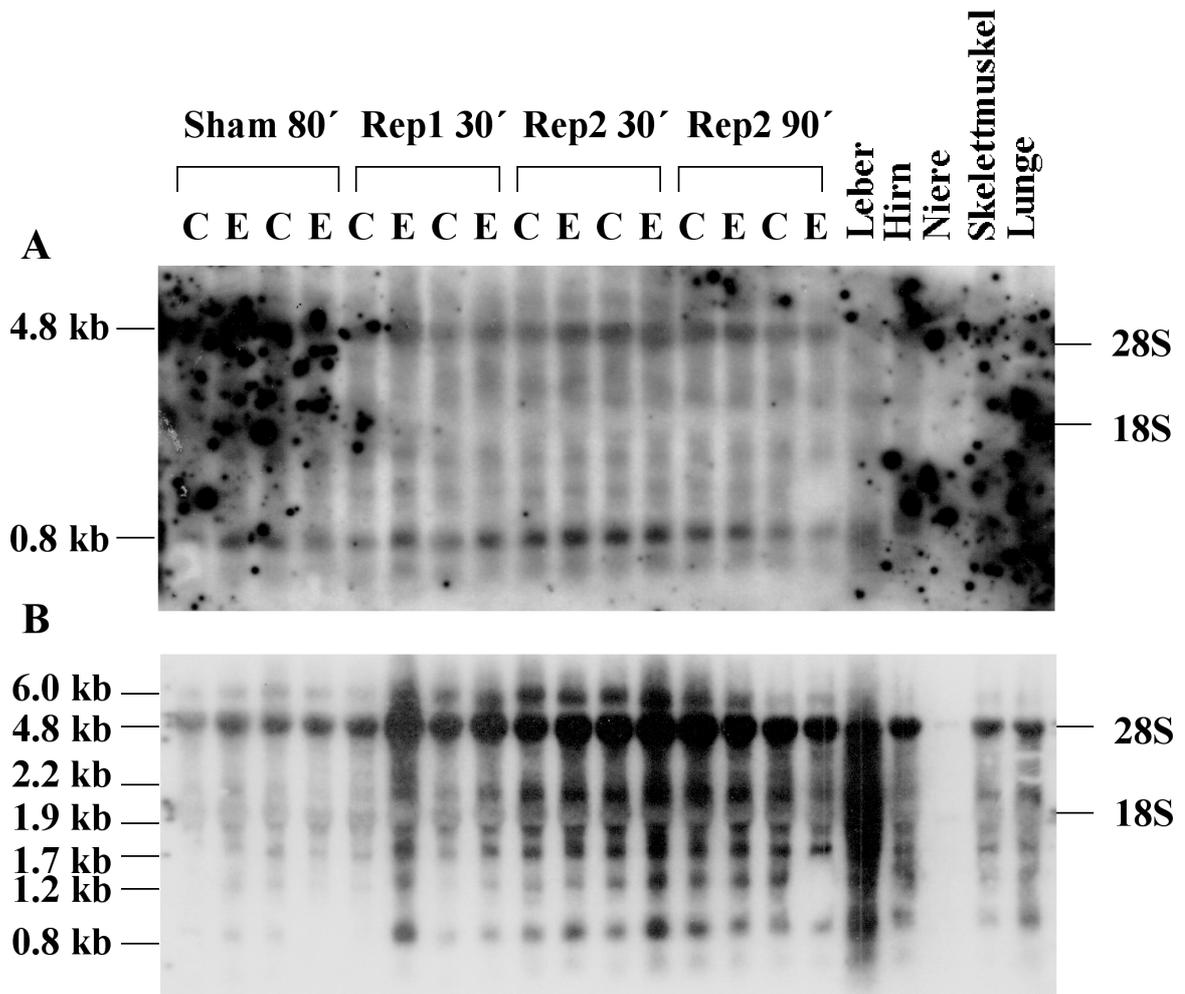 Sham 80´ Rep1 30´ Rep2 30´ Rep2 90´ Leber Hirn Niere Skelettmuskel Lunge
C E C E C E C E C E C E C E C E
A
4.8 kb 28S
18S
0.8 kb
B
6.0 kb
4.8 kb 28S
2.2 kb
1.9 kb 18S
1.7 kb
1.2 kb
0.8 kb